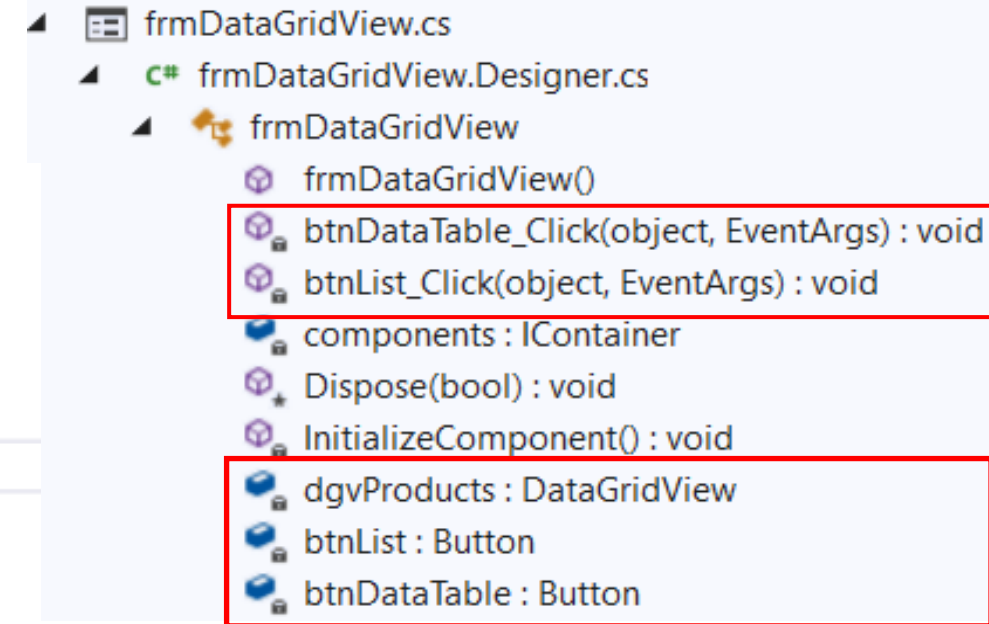 frmDataGridView.cs
C# frmDataGridView.Designer.cs
frmDataGridView
frmDataGridView()
btnDataTable_Click(object, EventArgs) : void
btnList_Click(object, EventArgs) : void
components : IContainer
Dispose(bool) : void
InitializeComponent() : void
dgvProducts : DataGridView
btnList : Button
btnDataTable : Button